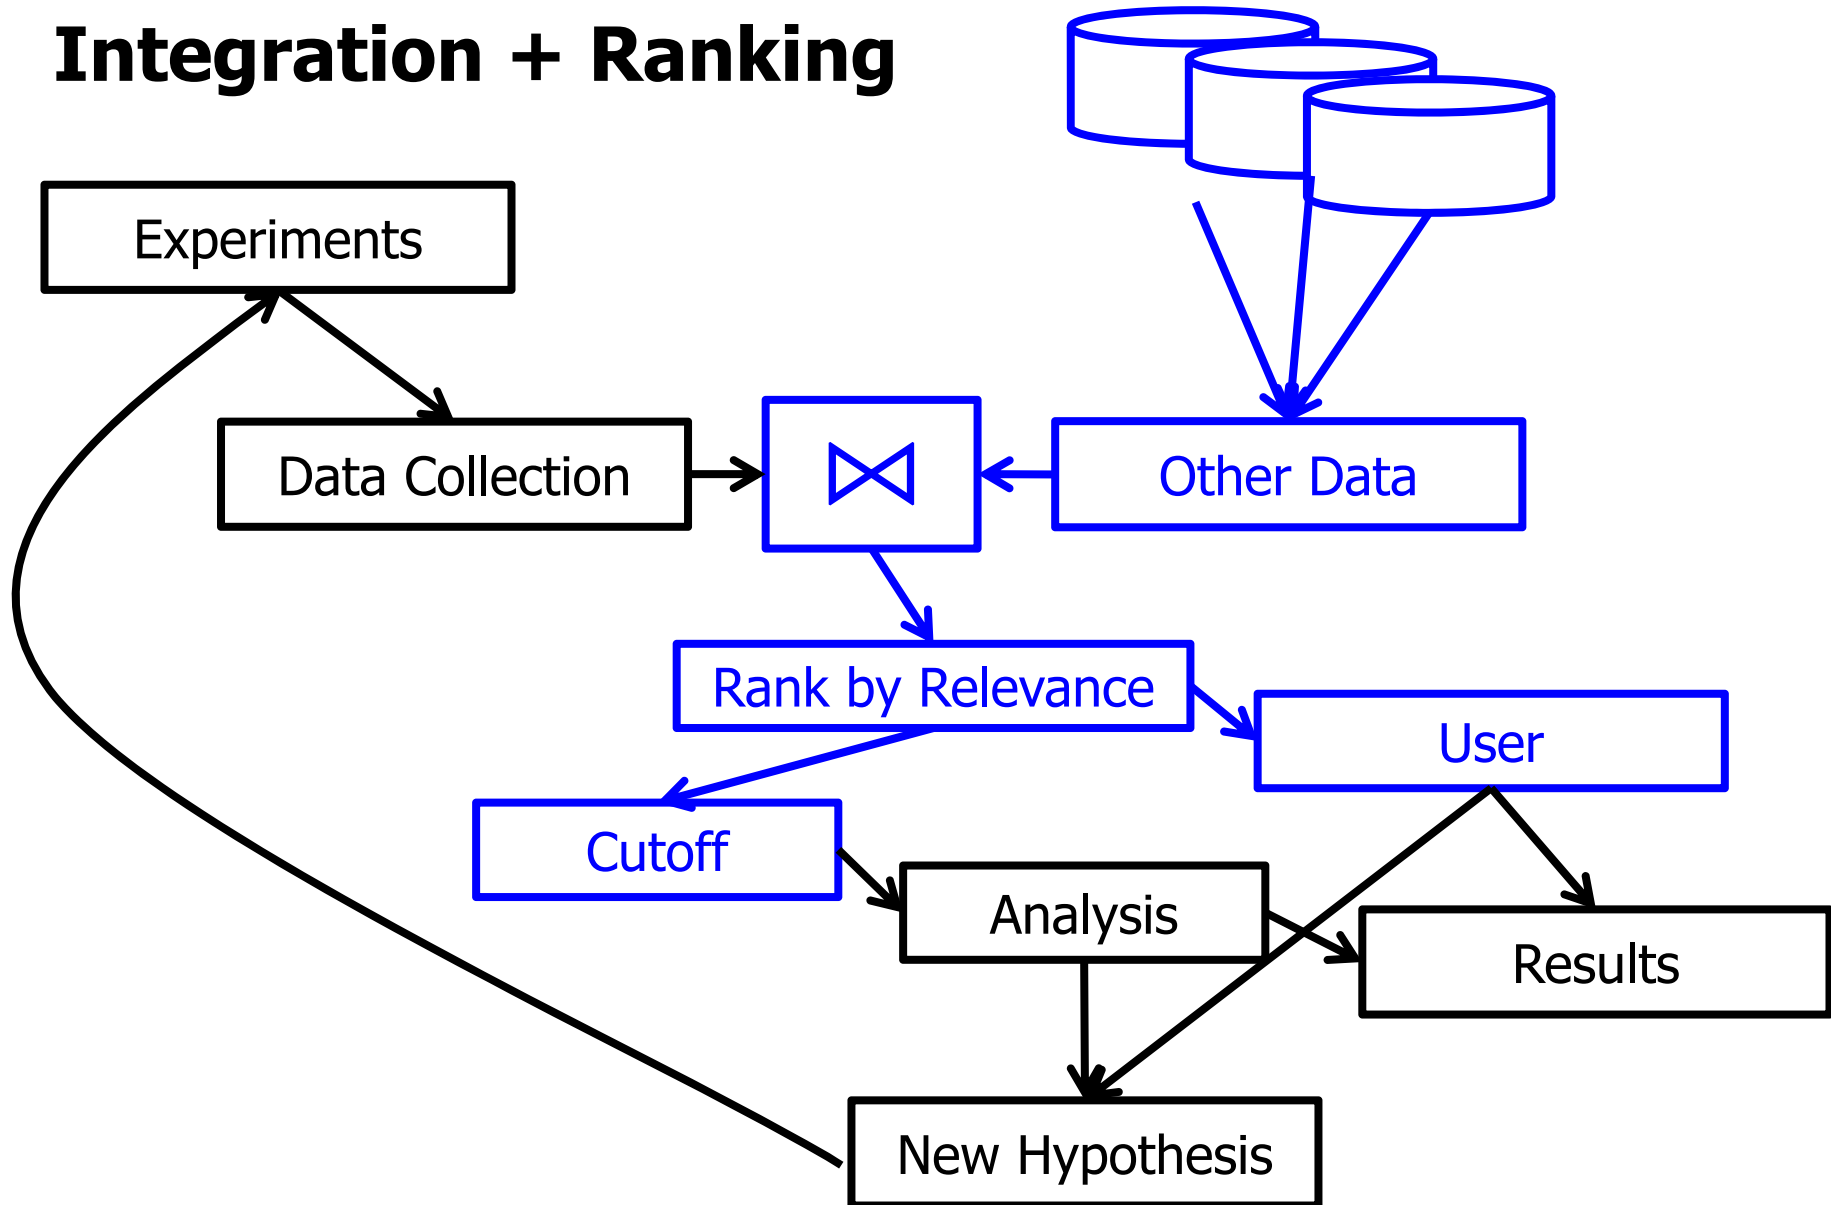 Integration + Ranking
Experiments
Data Collection
⋈
Other Data
Rank by Relevance
User
Cutoff
Analysis
Results
New Hypothesis